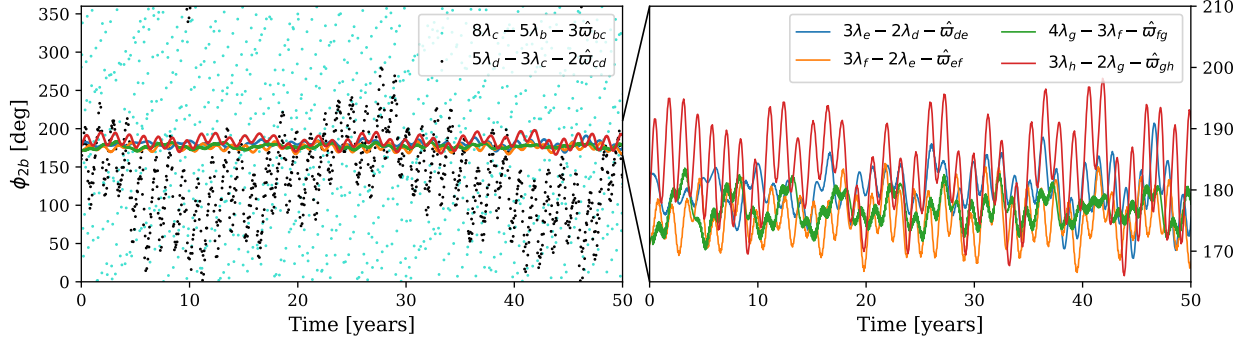 350
300
250
200
150
100
50
0
ϕ2b [deg]
8λc − 5λb − 3ϖ̂bc
5λd − 3λc − 2ϖ̂cd
0 10 20 30 40 50
Time [years]
3λe − 2λd − ϖ̂de
3λf − 2λe − ϖ̂ef
4λg − 3λf − ϖ̂fg
3λh − 2λg − ϖ̂gh
210
200
190
180
170
0 10 20 30 40 50
Time [years]